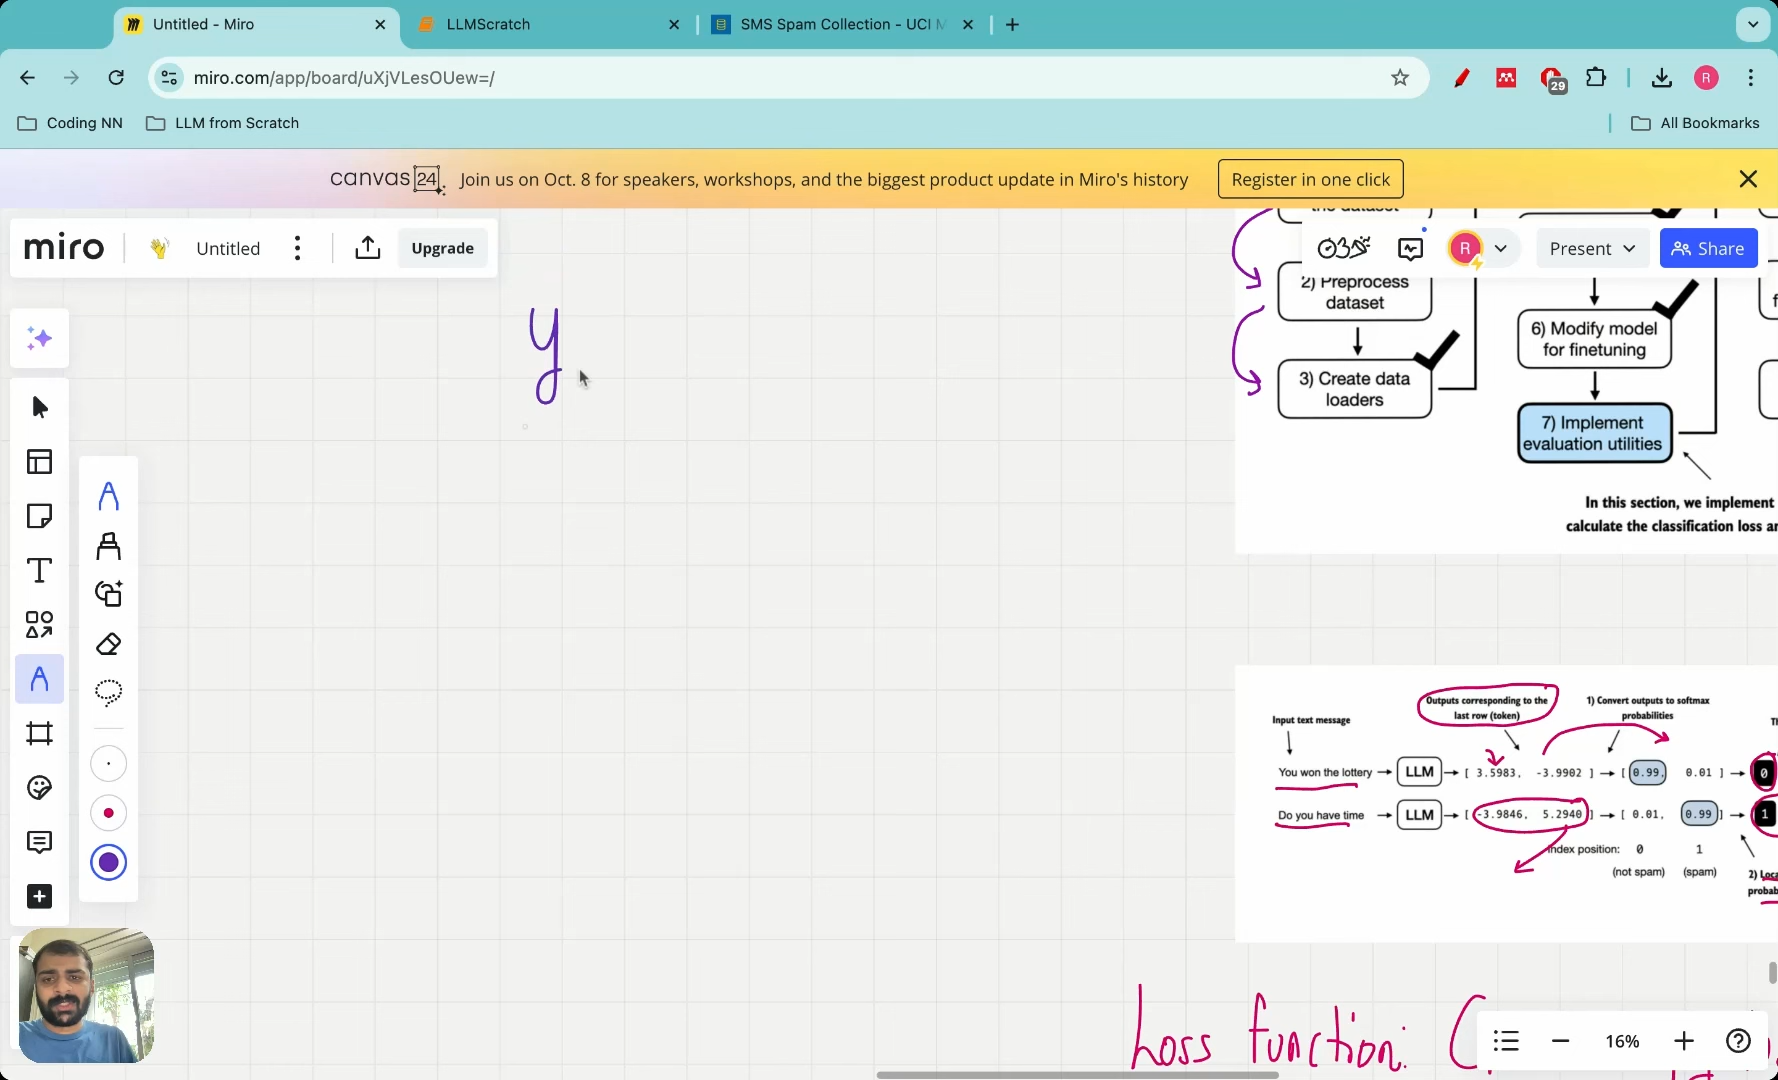 Untitled - Miro
LLMScratch
SMS Spam Collection - UCI M
miro.com/app/board/uXjVLesOUew=/
29
R
Coding NN
LLM from Scratch
All Bookmarks
canvas 24 Join us on Oct. 8 for speakers, workshops, and the biggest product update in Miro's history
Register in one click
miro
Untitled
Upgrade
R
Present
Share
the dataset
2) Preprocess
dataset
3) Create data
loaders
6) Modify model
for finetuning
7) Implement
evaluation utilities
In this section, we implement
calculate the classification loss
y
Input text message
Outputs corresponding to the
last row (token)
1) Convert outputs to softmax
probabilities
You won the lottery
LLM
[ 3.5983, -3.9902 ]
[ 0.99, 0.01 ]
0
Do you have time
LLM
[ -3.9846, 5.2940 ]
[ 0.01, 0.99 ]
1
Index position: 0 1
(not spam) (spam)
2)
Loss function:
16%